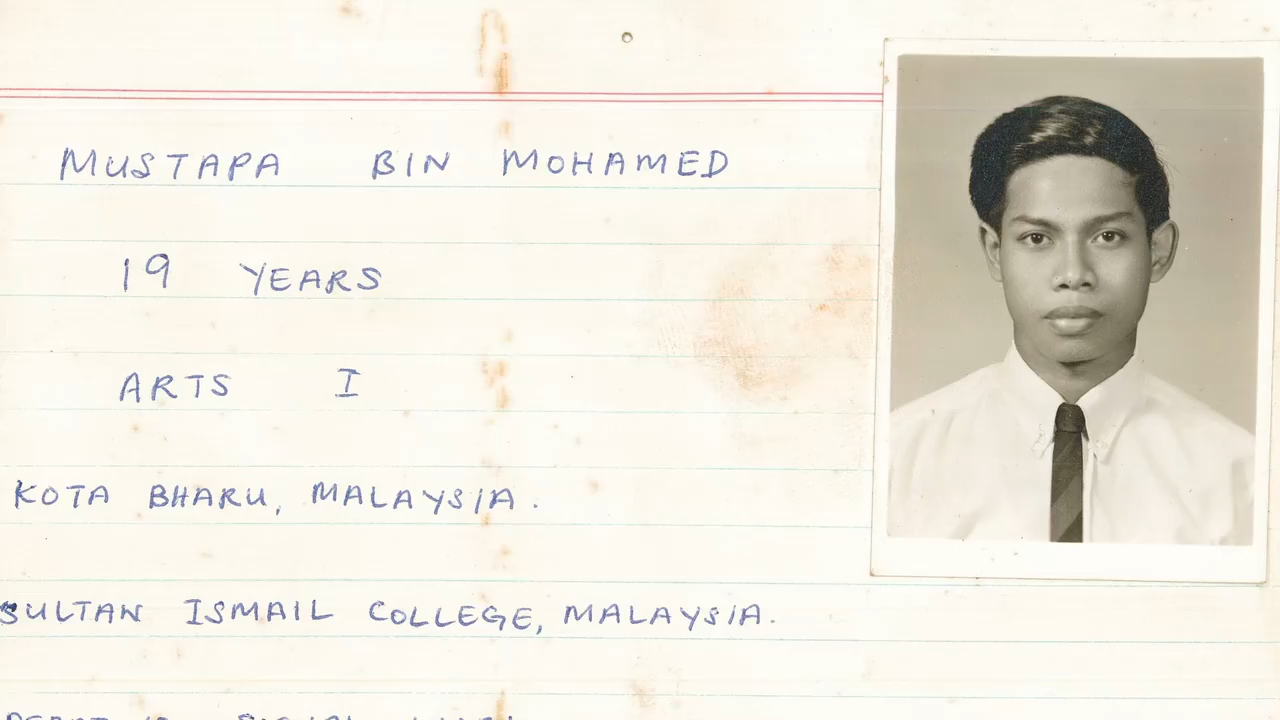 MUSTAPA BIN MOHAMED
19 YEARS
ARTS I
KOTA BHARU, MALAYSIA.
SULTAN ISMAIL COLLEGE, MALAYSIA.